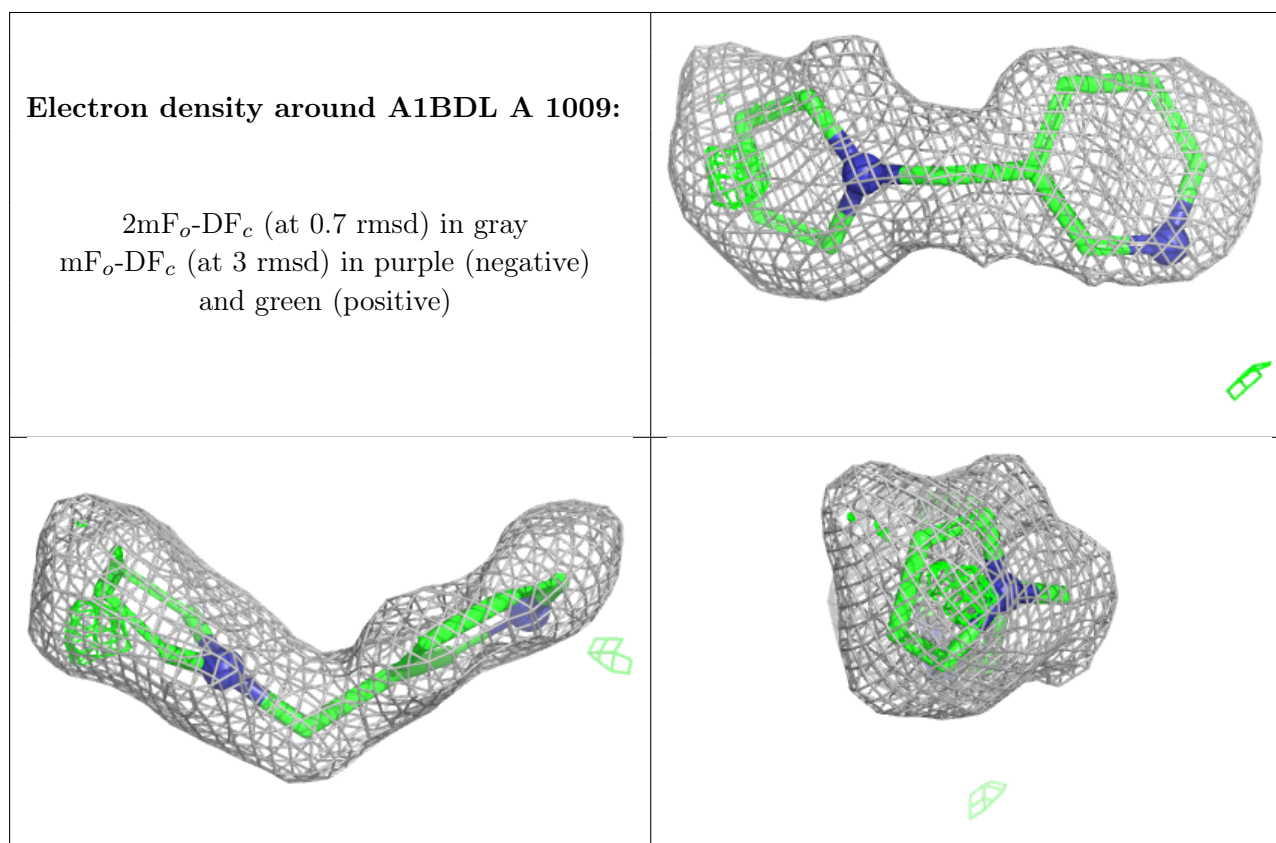 Electron density around A1BDL A 1009:
2mFo-DFc (at 0.7 rmsd) in gray
mFo-DFc (at 3 rmsd) in purple (negative)
and green (positive)